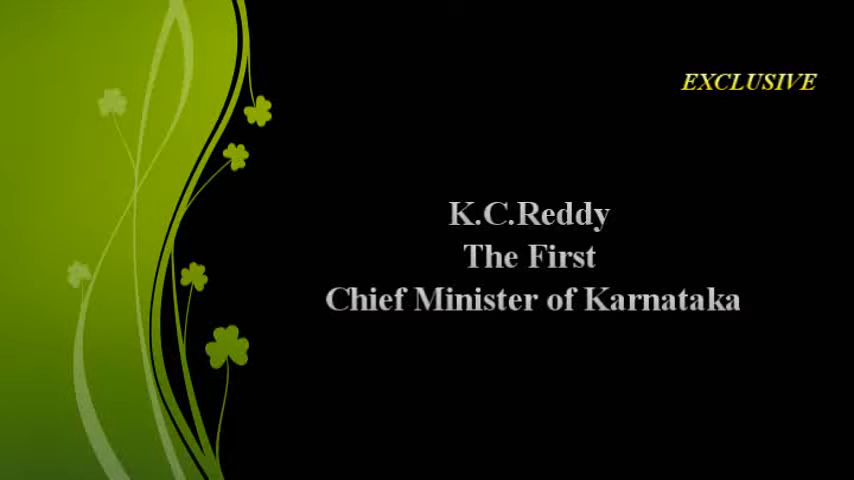 EXCLUSIVE
K.C.Reddy
The First
Chief Minister of Karnataka